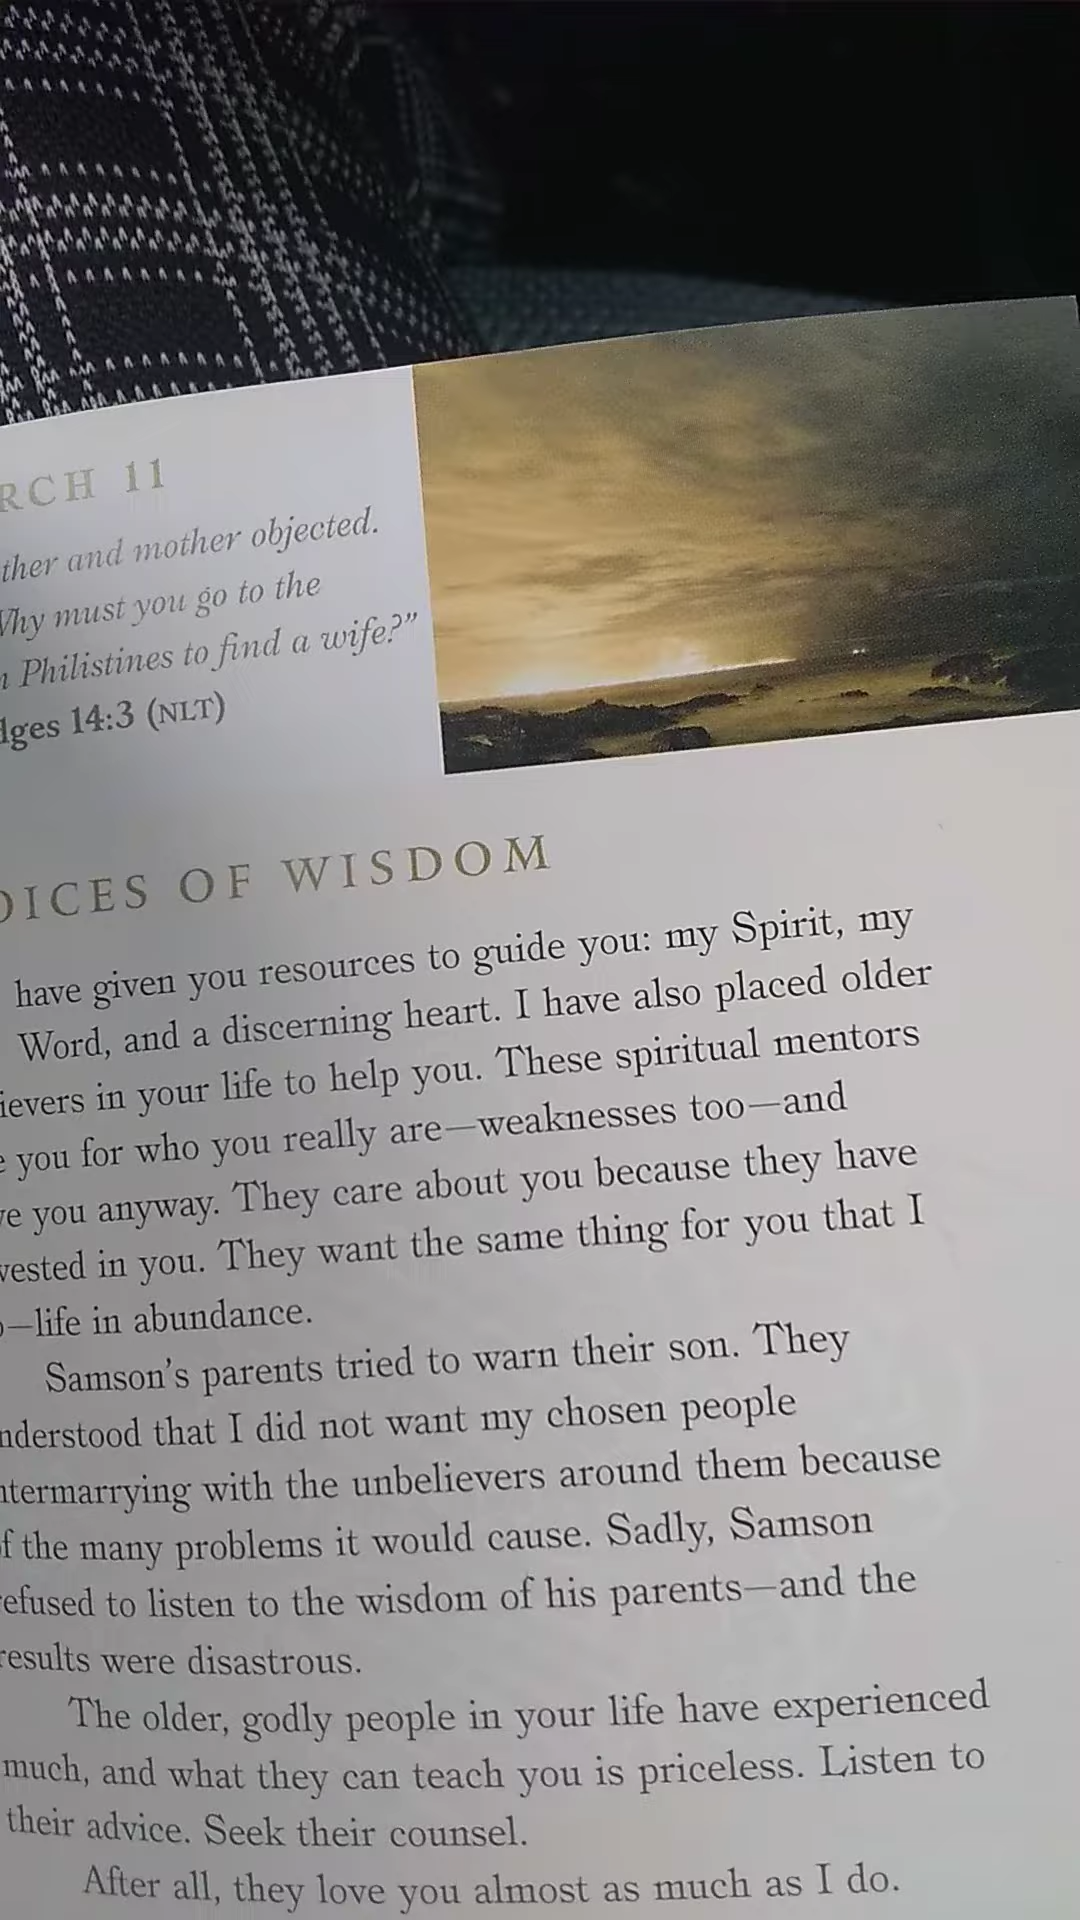 RCH 11
ther and mother objected.
Why must you go to the
n Philistines to find a wife?”
dges 14:3 (NLT)
OICES OF WISDOM
have given you resources to guide you: my Spirit, my
Word, and a discerning heart. I have also placed older
ievers in your life to help you. These spiritual mentors
e you for who you really are—weaknesses too—and
ve you anyway. They care about you because they have
vested in you. They want the same thing for you that I
o—life in abundance.
Samson’s parents tried to warn their son. They
nderstood that I did not want my chosen people
ntermarrying with the unbelievers around them because
f the many problems it would cause. Sadly, Samson
refused to listen to the wisdom of his parents—and the
results were disastrous.
The older, godly people in your life have experienced
much, and what they can teach you is priceless. Listen to
their advice. Seek their counsel.
After all, they love you almost as much as I do.